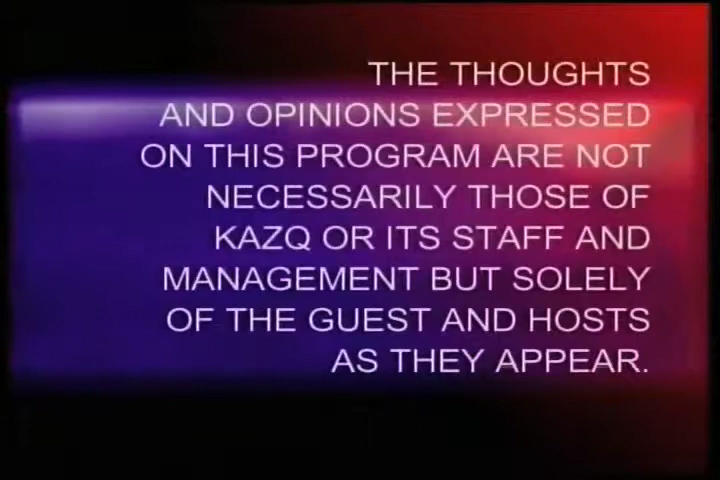 THE THOUGHTS
AND OPINIONS EXPRESSED
ON THIS PROGRAM ARE NOT
NECESSARILY THOSE OF
KAZQ OR ITS STAFF AND
MANAGEMENT BUT SOLELY
OF THE GUEST AND HOSTS
AS THEY APPEAR.